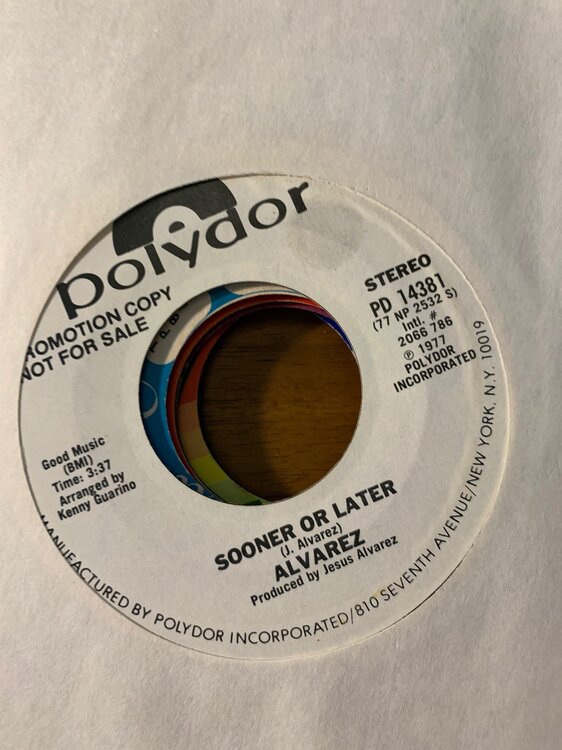 polydor
ROMOTION COPY
NOT FOR SALE
STEREO
PD 14381
(77 NP 2532 S)
Intl. #
2066 786
℗ 1977
POLYDOR
INCORPORATED
Good Music
(BMI)
Time: 3:37
Arranged by
Kenny Guarino
SOONER OR LATER
(J. Alvarez)
ALVAREZ
Produced by Jesus Alvarez
MANUFACTURED BY POLYDOR INCORPORATED/810 SEVENTH AVENUE/NEW YORK, N.Y. 10019